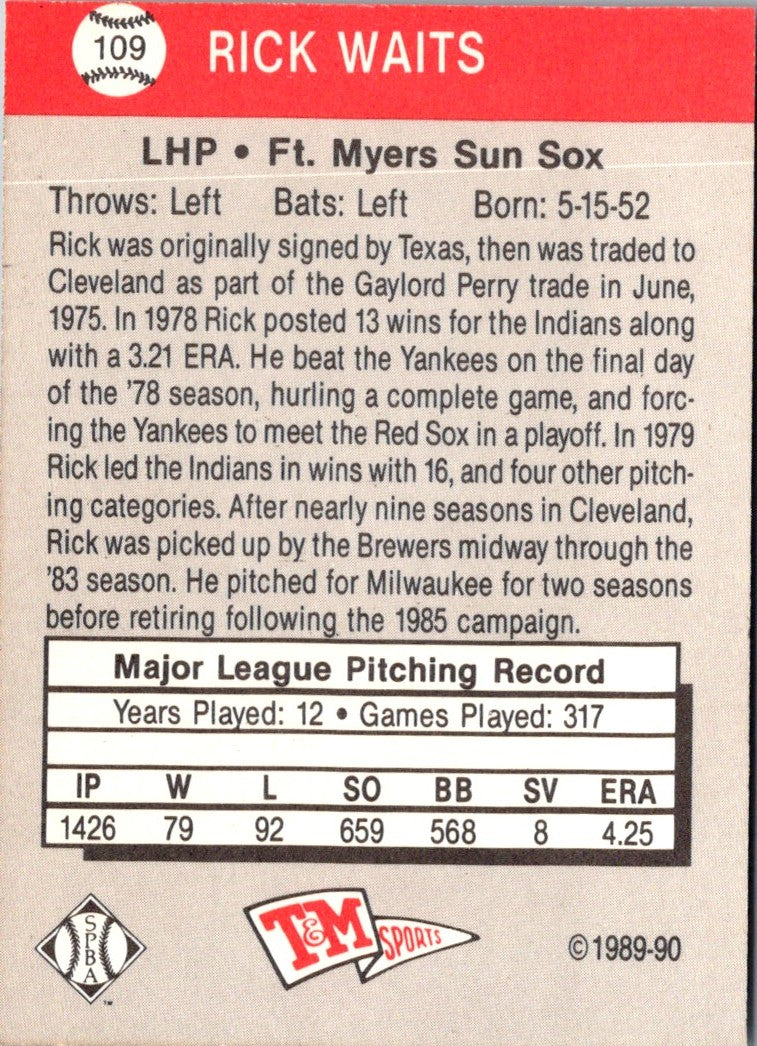 109
RICK WAITS
LHP • Ft. Myers Sun Sox
Throws: Left Bats: Left Born: 5-15-52
Rick was originally signed by Texas, then was traded to
Cleveland as part of the Gaylord Perry trade in June,
1975. In 1978 Rick posted 13 wins for the Indians along
with a 3.21 ERA. He beat the Yankees on the final day
of the '78 season, hurling a complete game, and forc-
ing the Yankees to meet the Red Sox in a playoff. In 1979
Rick led the Indians in wins with 16, and four other pitch-
ing categories. After nearly nine seasons in Cleveland,
Rick was picked up by the Brewers midway through the
'83 season. He pitched for Milwaukee for two seasons
before retiring following the 1985 campaign.
Major League Pitching Record
Years Played: 12 • Games Played: 317
IP W L SO BB SV ERA
1426 79 92 659 568 8 4.25
SPBA
™
T&M SPORTS
©1989-90